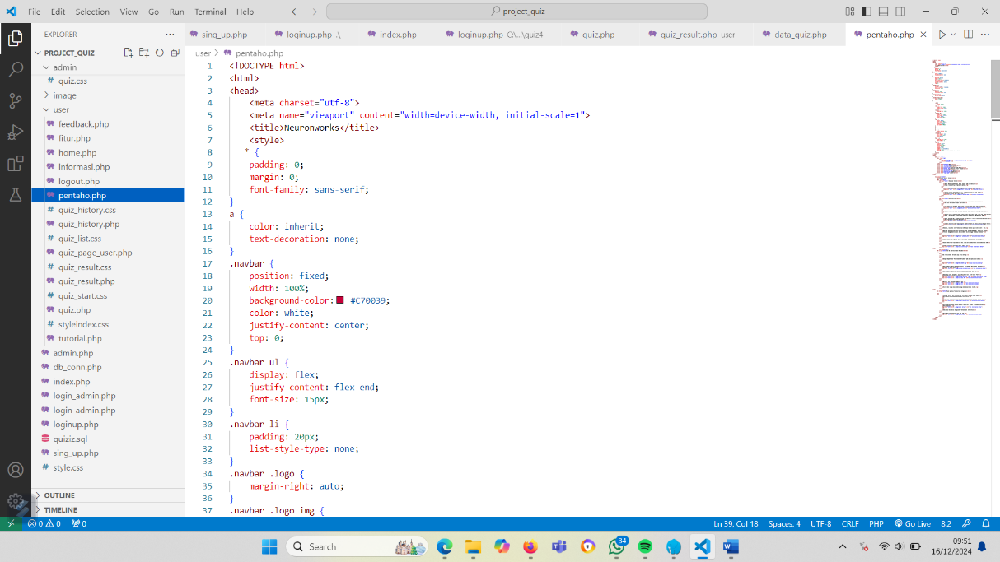 File Edit Selection View Go Run Terminal Help
project_quiz
EXPLORER
sing_up.php
loginup.php .\
index.php
loginup.php C:\...\quiz4
quiz.php
quiz_result.php user
data_quiz.php
pentaho.php
PROJECT_QUIZ
admin
quiz.css
image
user
feedback.php
fitur.php
home.php
informasi.php
logout.php
pentaho.php
quiz_history.css
quiz_history.php
quiz_list.css
quiz_page_user.php
quiz_result.css
quiz_result.php
quiz_start.css
quiz.php
styleindex.css
tutorial.php
admin.php
db_conn.php
index.php
login_admin.php
login-admin.php
loginup.php
quiziz.sql
sing_up.php
style.css
OUTLINE
TIMELINE
user > pentaho.php
1 <!DOCTYPE html>
2 <html>
3 <head>
4 <meta charset="utf-8">
5 <meta name="viewport" content="width=device-width, initial-scale=1">
6 <title>Neuronworks</title>
7 <style>
8 * {
9 padding: 0;
10 margin: 0;
11 font-family: sans-serif;
12 }
13 a {
14 color: inherit;
15 text-decoration: none;
16 }
17 .navbar {
18 position: fixed;
19 width: 100%;
20 background-color: #C70039;
21 color: white;
22 justify-content: center;
23 top: 0;
24 }
25 .navbar ul {
26 display: flex;
27 justify-content: flex-end;
28 font-size: 15px;
29 }
30 .navbar li {
31 padding: 20px;
32 list-style-type: none;
33 }
34 .navbar .logo {
35 margin-right: auto;
36 }
37 .navbar .logo img {
0 0 0
Ln 39, Col 18 Spaces: 4 UTF-8 CRLF PHP Go Live 8.2
Search
34
09:51
16/12/2024